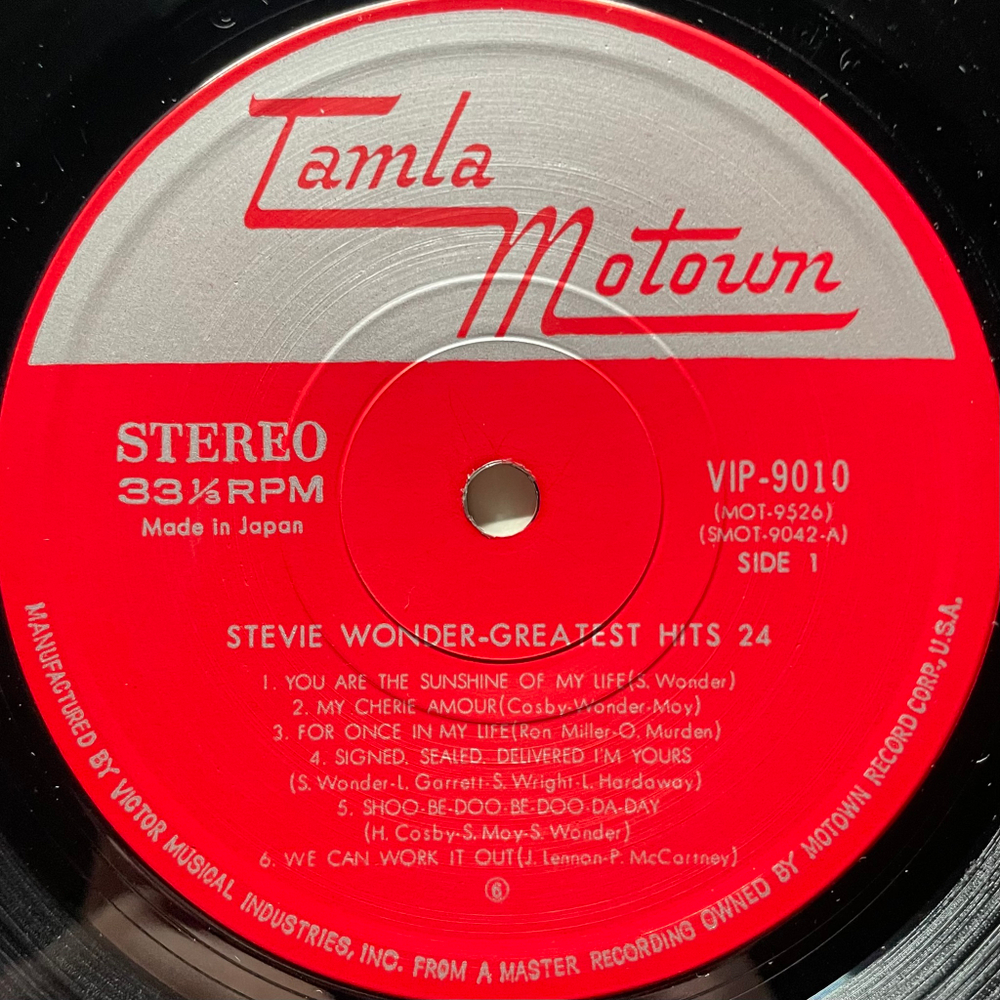 Tamla
Motown
STEREO
33⅓RPM
Made in Japan
VIP-9010
(MOT-9526)
(SMOT-9042-A)
SIDE 1
STEVIE WONDER-GREATEST HITS 24
1. YOU ARE THE SUNSHINE OF MY LIFE(S. Wonder)
2. MY CHERIE AMOUR(Cosby-Wonder-Moy)
3. FOR ONCE IN MY LIFE(Ron Miller-O. Murden)
4. SIGNED, SEALED, DELIVERED I'M YOURS
(S. Wonder-L. Garrett-S. Wright-L. Hardaway)
5. SHOO-BE-DOO-BE-DOO-DA-DAY
(H. Cosby-S. Moy-S. Wonder)
6. WE CAN WORK IT OUT(J. Lennon-P. McCartney)
⑥
MANUFACTURED BY VICTOR MUSICAL INDUSTRIES, INC. FROM A MASTER RECORDING OWNED BY MOTOWN RECORD CORP., U.S.A.